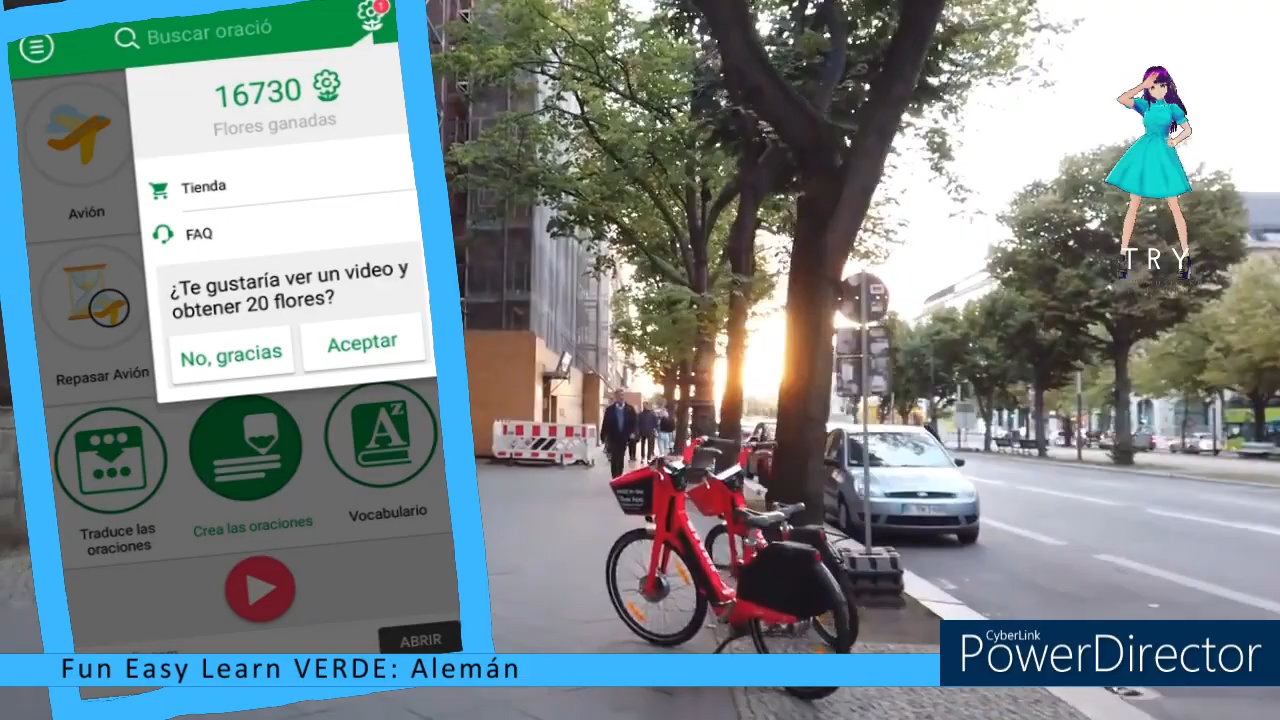 Buscar oració
1
16730
Flores ganadas
Tienda
FAQ
¿Te gustaría ver un video y
obtener 20 flores?
No, gracias
Aceptar
Avión
Repasar Avión
Traduce las
oraciones
Crea las oraciones
Vocabulario
ABRIR
Fun Easy Learn VERDE: Alemán
TRY
CyberLink
PowerDirector